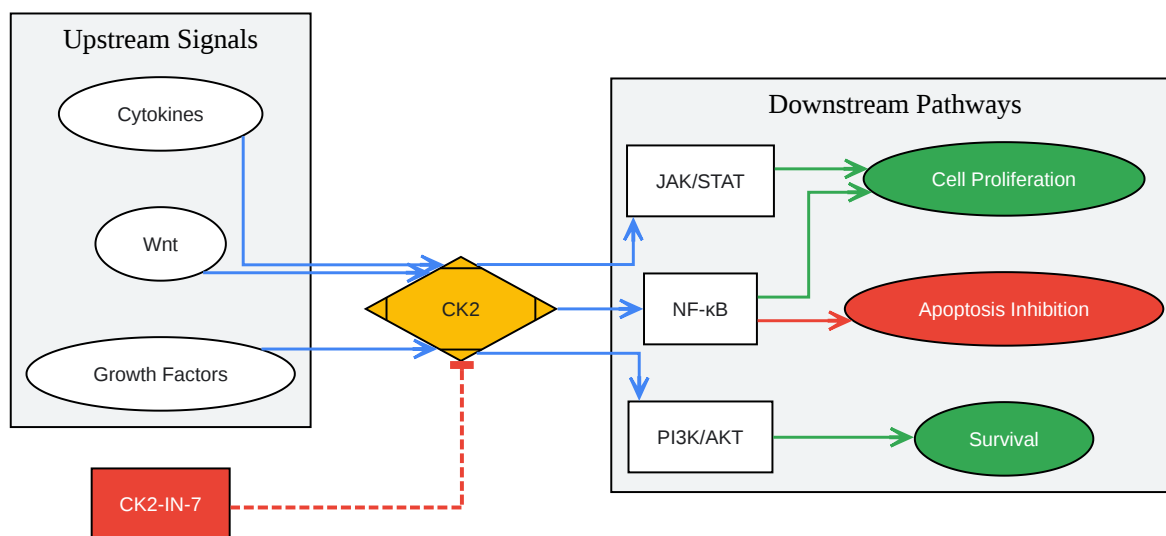 Upstream Signals
Cytokines
Wnt
Growth Factors
CK2-IN-7
CK2
Downstream Pathways
JAK/STAT
NF-κB
PI3K/AKT
Cell Proliferation
Apoptosis Inhibition
Survival